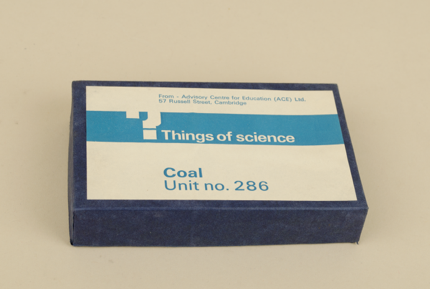 From - Advisory Centre for Education (ACE) Ltd.
57 Russell Street, Cambridge
? Things of science
Coal
Unit no. 286